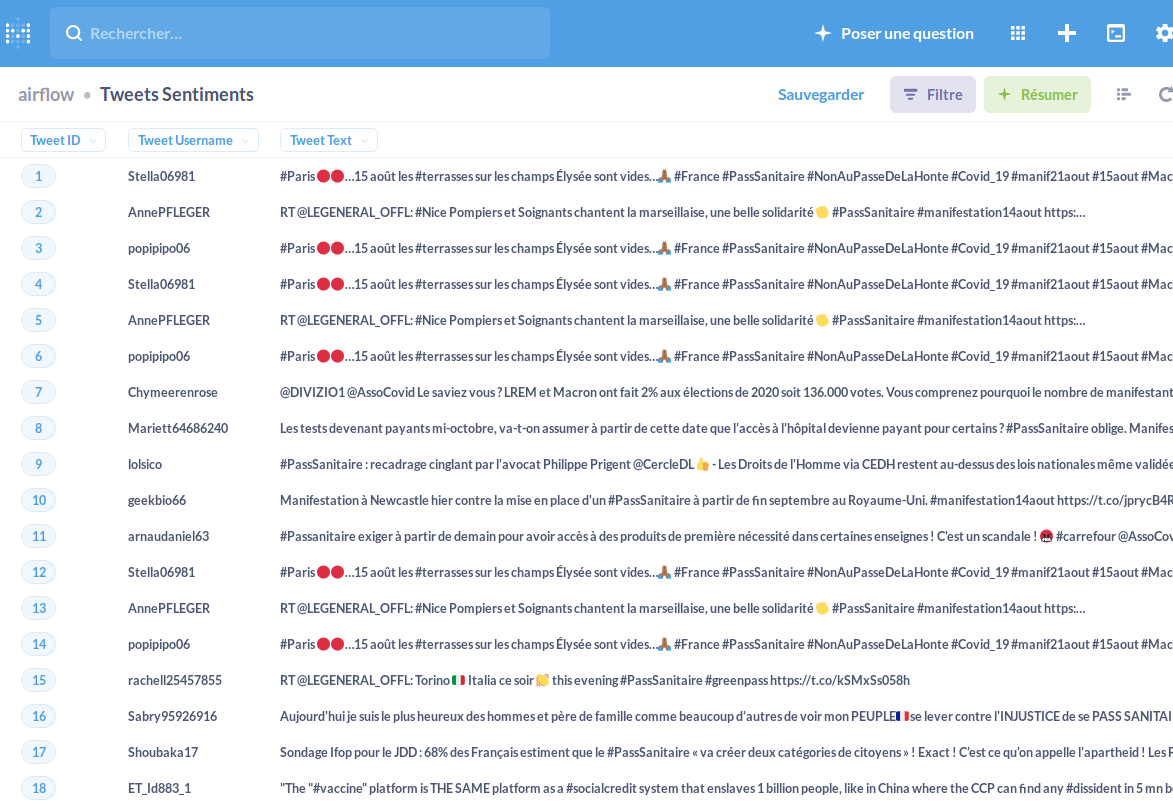 Rechercher...
Poser une question
airflow • Tweets Sentiments
Sauvegarder
Filtre
Résumer
Tweet ID
Tweet Username
Tweet Text
1 Stella06981 #Paris🔴🔴...15 août les #terrasses sur les champs Élysée sont vides...🙏🏾 #France #PassSanitaire #NonAuPasseDeLaHonte #Covid_19 #manif21aout #15aout #Mac
2 AnnePFLEGER RT @LEGENERAL_OFFL: #Nice Pompiers et Soignants chantent la marseillaise, une belle solidarité✊ #PassSanitaire #manifestation14aout https:…
3 popipipo06 #Paris🔴🔴...15 août les #terrasses sur les champs Élysée sont vides...🙏🏾 #France #PassSanitaire #NonAuPasseDeLaHonte #Covid_19 #manif21aout #15aout #Mac
4 Stella06981 #Paris🔴🔴...15 août les #terrasses sur les champs Élysée sont vides...🙏🏾 #France #PassSanitaire #NonAuPasseDeLaHonte #Covid_19 #manif21aout #15aout #Mac
5 AnnePFLEGER RT @LEGENERAL_OFFL: #Nice Pompiers et Soignants chantent la marseillaise, une belle solidarité✊ #PassSanitaire #manifestation14aout https:…
6 popipipo06 #Paris🔴🔴...15 août les #terrasses sur les champs Élysée sont vides...🙏🏾 #France #PassSanitaire #NonAuPasseDeLaHonte #Covid_19 #manif21aout #15aout #Mac
7 Chymeerenrose @DIVIZIO1 @AssoCovid Le saviez vous ? LREM et Macron ont fait 2% aux élections de 2020 soit 136.000 votes. Vous comprenez pourquoi le nombre de manifestant
8 Mariett64686240 Les tests devenant payants mi-octobre, va-t-on assumer à partir de cette date que l'accès à l'hôpital devienne payant pour certains ? #PassSanitaire oblige. Manifes
9 lolsico #PassSanitaire : recadrage cinglant par l'avocat Philippe Prigent @CercleDL👍 - Les Droits de l'Homme via CEDH restent au-dessus des lois nationales même validée
10 geekbio66 Manifestation à Newcastle hier contre la mise en place d'un #PassSanitaire à partir de fin septembre au Royaume-Uni. #manifestation14aout https://t.co/jprycB4R
11 arnaudaniel63 #Passanitaire exiger à partir de demain pour avoir accès à des produits de première nécessité dans certaines enseignes ! C'est un scandale ! 🤬 #carrefour @AssoCov
12 Stella06981 #Paris🔴🔴...15 août les #terrasses sur les champs Élysée sont vides...🙏🏾 #France #PassSanitaire #NonAuPasseDeLaHonte #Covid_19 #manif21aout #15aout #Mac
13 AnnePFLEGER RT @LEGENERAL_OFFL: #Nice Pompiers et Soignants chantent la marseillaise, une belle solidarité✊ #PassSanitaire #manifestation14aout https:…
14 popipipo06 #Paris🔴🔴...15 août les #terrasses sur les champs Élysée sont vides...🙏🏾 #France #PassSanitaire #NonAuPasseDeLaHonte #Covid_19 #manif21aout #15aout #Mac
15 rachell25457855 RT @LEGENERAL_OFFL: Torino🇮🇹 Italia ce soir👏 this evening #PassSanitaire #greenpass https://t.co/kSMxSs058h
16 Sabry95926916 Aujourd'hui je suis le plus heureux des hommes et père de famille comme beaucoup d'autres de voir mon PEUPLE🇫🇷se lever contre l'INJUSTICE de se PASS SANITAI
17 Shoubaka17 Sondage Ifop pour le JDD : 68% des Français estiment que le #PassSanitaire « va créer deux catégories de citoyens » ! Exact ! C'est ce qu'on appelle l'apartheid ! Les F
18 ET_Id883_1 "The "#vaccine" platform is THE SAME platform as a #socialcredit system that enslaves 1 billion people, like in China where the CCP can find any #dissident in 5 mn b